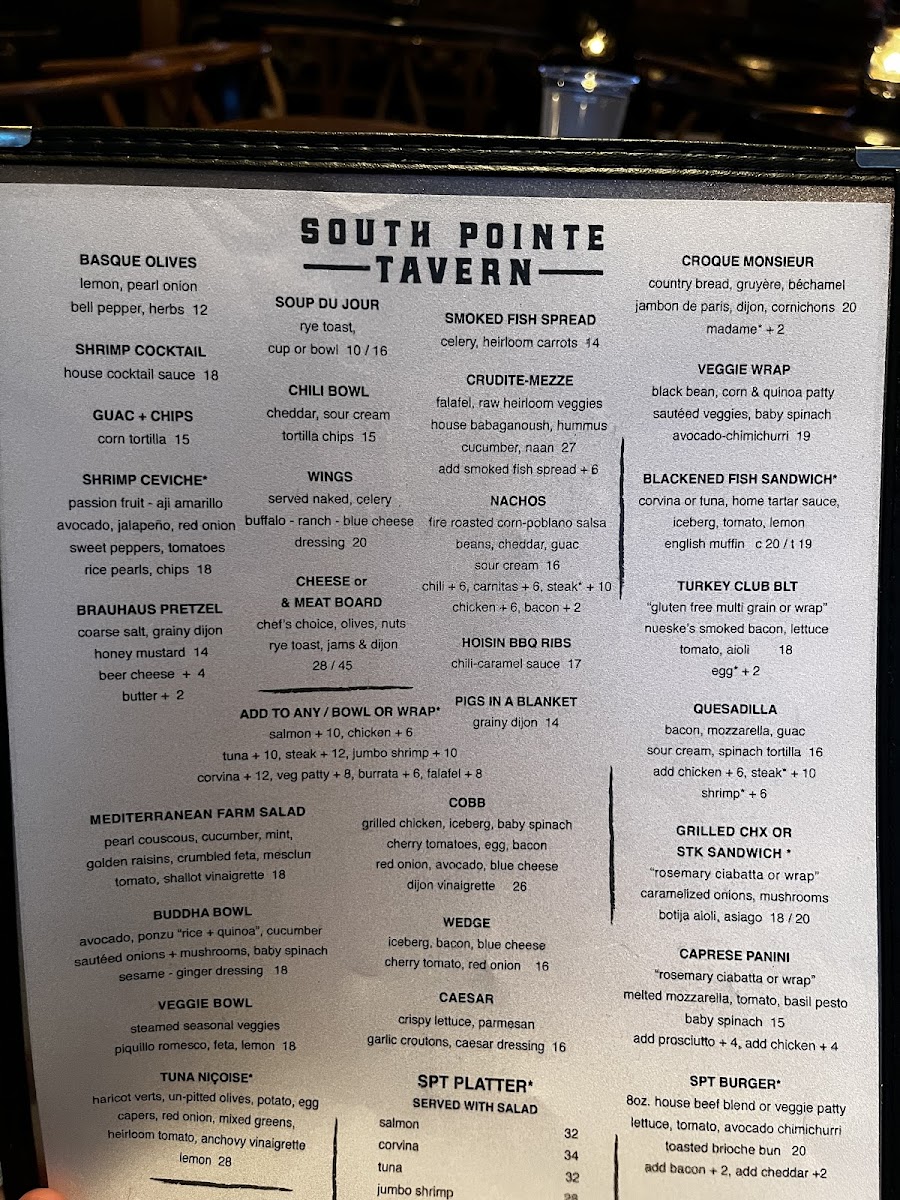 SOUTH POINTE
TAVERN
BASQUE OLIVES
lemon, pearl onion
bell pepper, herbs 12
SHRIMP COCKTAIL
house cocktail sauce 18
GUAC + CHIPS
corn tortilla 15
SHRIMP CEVICHE*
passion fruit - aji amarillo
avocado, jalapeño, red onion
sweet peppers, tomatoes
rice pearls, chips 18
BRAUHAUS PRETZEL
coarse salt, grainy dijon
honey mustard 14
beer cheese + 4
butter + 2
SOUP DU JOUR
rye toast,
cup or bowl 10 / 16
CHILI BOWL
cheddar, sour cream
tortilla chips 15
WINGS
served naked, celery
buffalo - ranch - blue cheese
dressing 20
CHEESE or
& MEAT BOARD
chef's choice, olives, nuts
rye toast, jams & dijon
28 / 45
SMOKED FISH SPREAD
celery, heirloom carrots 14
CRUDITE-MEZZE
falafel, raw heirloom veggies
house babaganoush, hummus
cucumber, naan 27
add smoked fish spread + 6
NACHOS
fire roasted corn-poblano salsa
beans, cheddar, guac
sour cream 16
chili + 6, carnitas + 6, steak* + 10
chicken + 6, bacon + 2
HOISIN BBQ RIBS
chili-caramel sauce 17
PIGS IN A BLANKET
grainy dijon 14
ADD TO ANY / BOWL OR WRAP*
salmon + 10, chicken + 6
tuna + 10, steak + 12, jumbo shrimp + 10
corvina + 12, veg patty + 8, burrata + 6, falafel + 8
MEDITERRANEAN FARM SALAD
pearl couscous, cucumber, mint,
golden raisins, crumbled feta, mesclun
tomato, shallot vinaigrette 18
BUDDHA BOWL
avocado, ponzu "rice + quinoa", cucumber
sautéed onions + mushrooms, baby spinach
sesame - ginger dressing 18
VEGGIE BOWL
steamed seasonal veggies
piquillo romesco, feta, lemon 18
TUNA NIÇOISE*
haricot verts, un-pitted olives, potato, egg
capers, red onion, mixed greens,
heirloom tomato, anchovy vinaigrette
lemon 28
COBB
grilled chicken, iceberg, baby spinach
cherry tomatoes, egg, bacon
red onion, avocado, blue cheese
dijon vinaigrette 26
WEDGE
iceberg, bacon, blue cheese
cherry tomato, red onion 16
CAESAR
crispy lettuce, parmesan
garlic croutons, caesar dressing 16
SPT PLATTER*
SERVED WITH SALAD
salmon 32
corvina 34
tuna 32
jumbo shrimp
CROQUE MONSIEUR
country bread, gruyère, béchamel
jambon de paris, dijon, cornichons 20
madame* + 2
VEGGIE WRAP
black bean, corn & quinoa patty
sautéed veggies, baby spinach
avocado-chimichurri 19
BLACKENED FISH SANDWICH*
corvina or tuna, home tartar sauce,
iceberg, tomato, lemon
english muffin c 20 / t 19
TURKEY CLUB BLT
"gluten free multi grain or wrap"
nueske's smoked bacon, lettuce
tomato, aioli 18
egg* + 2
QUESADILLA
bacon, mozzarella, guac
sour cream, spinach tortilla 16
add chicken + 6, steak* + 10
shrimp* + 6
GRILLED CHX OR
STK SANDWICH *
"rosemary ciabatta or wrap"
caramelized onions, mushrooms
botija aioli, asiago 18 / 20
CAPRESE PANINI
"rosemary ciabatta or wrap"
melted mozzarella, tomato, basil pesto
baby spinach 15
add prosciutto + 4, add chicken + 4
SPT BURGER*
8oz. house beef blend or veggie patty
lettuce, tomato, avocado chimichurri
toasted brioche bun 20
add bacon + 2, add cheddar +2